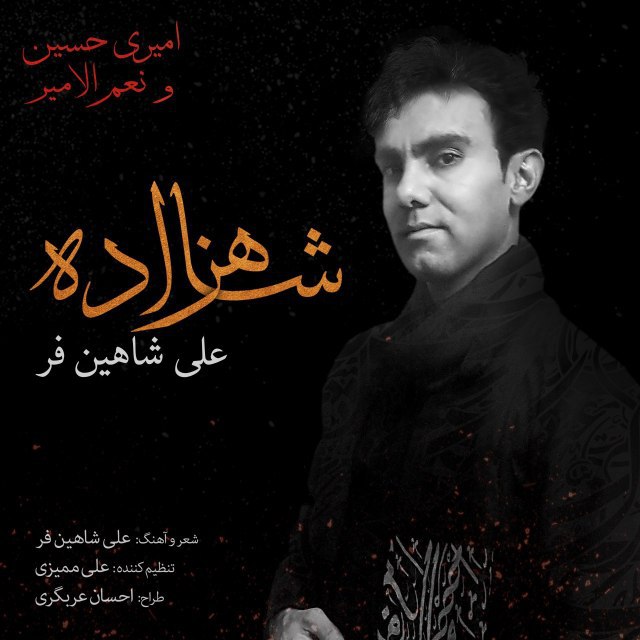 امیری حسین
و نعم الامیر
شهزاده
علی شاهین فر
شعر و آهنگ: علی شاهین فر
تنظیم کننده: علی ممیزی
طراح: احسان عربگری